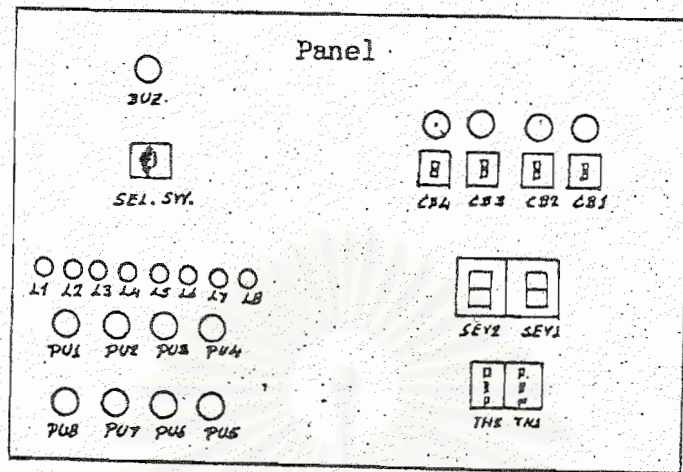 Panel
BUZ.
SEL. SW.
CB4 CB3 CB2 CB1
L1 L2 L3 L4 L5 L6 L7 L8
PU1 PU2 PU3 PU4
SEV2 SEV1
PU8 PU7 PU6 PU5
TH2 TH1